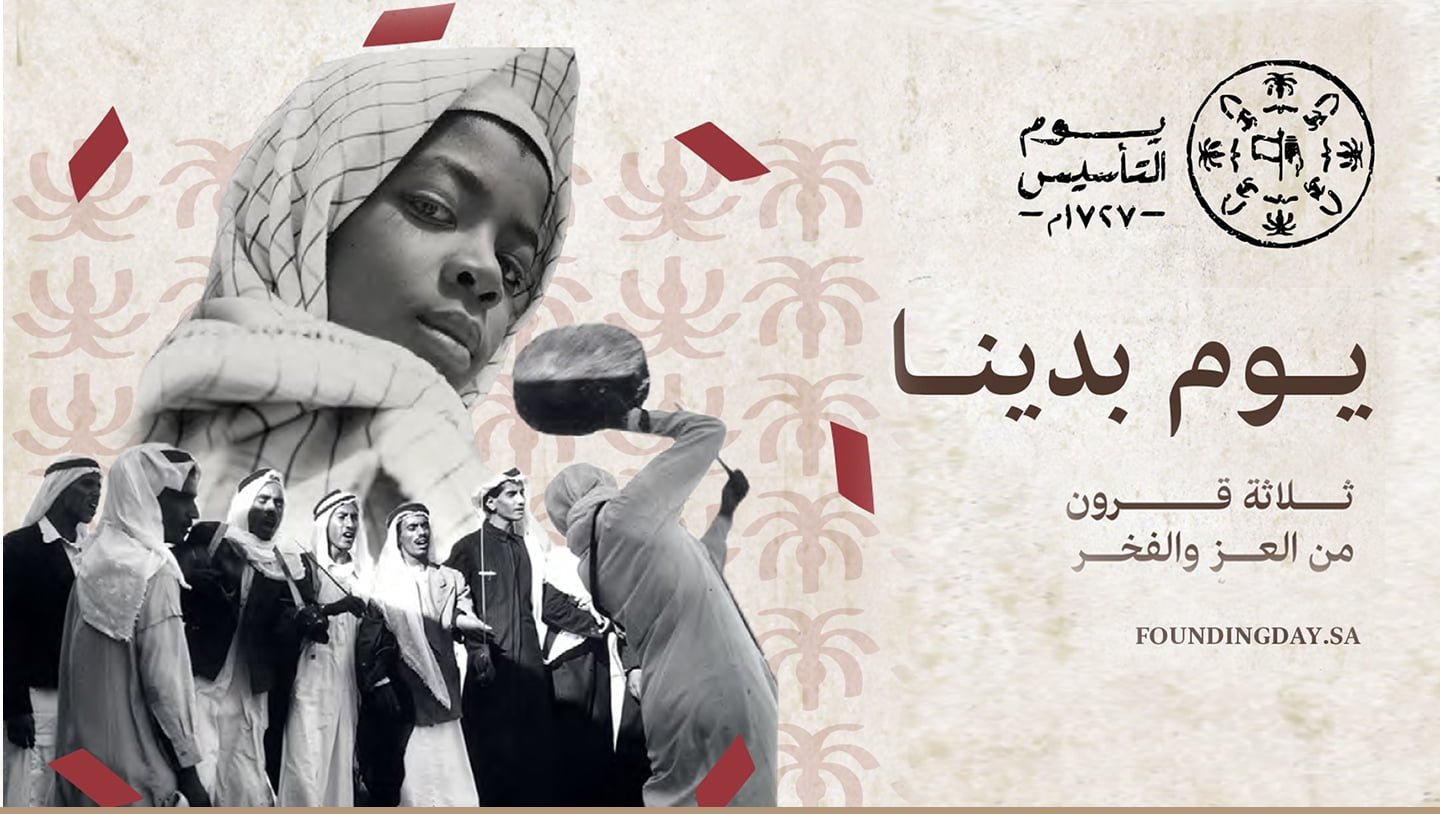 يوم
التأسيس
١٧٢٧م
يوم بدينا
ثلاثة قرون
من العز والفخر
FOUNDINGDAY.SA